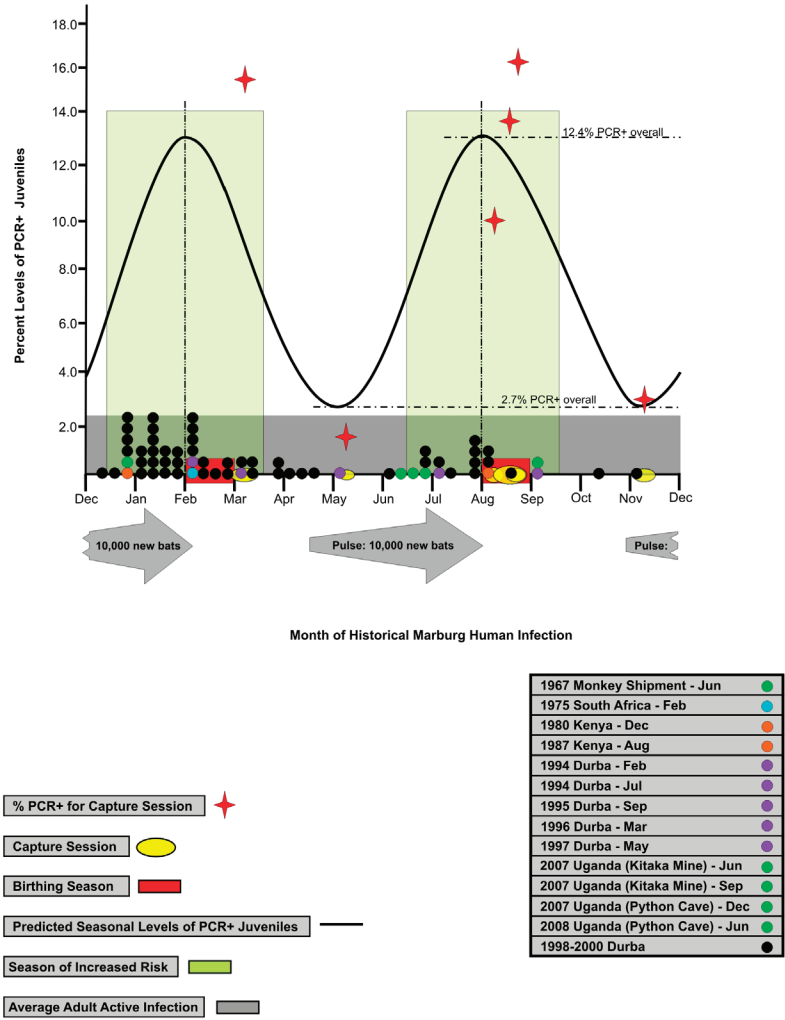 Percent Levels of PCR+ Juveniles
18.0
16.0
14.0
12.0
10.0
8.0
6.0
4.0
2.0
12.4% PCR+ overall
2.7% PCR+ overall
Dec Jan Feb Mar Apr May Jun Jul Aug Sep Oct Nov Dec
10,000 new bats
Pulse: 10,000 new bats
Pulse:
Month of Historical Marburg Human Infection
1967 Monkey Shipment - Jun
1975 South Africa - Feb
1980 Kenya - Dec
1987 Kenya - Aug
1994 Durba - Feb
1994 Durba - Jul
1995 Durba - Sep
1996 Durba - Mar
1997 Durba - May
2007 Uganda (Kitaka Mine) - Jun
2007 Uganda (Kitaka Mine) - Sep
2007 Uganda (Python Cave) - Dec
2008 Uganda (Python Cave) - Jun
1998-2000 Durba
% PCR+ for Capture Session
Capture Session
Birthing Season
Predicted Seasonal Levels of PCR+ Juveniles
Season of Increased Risk
Average Adult Active Infection